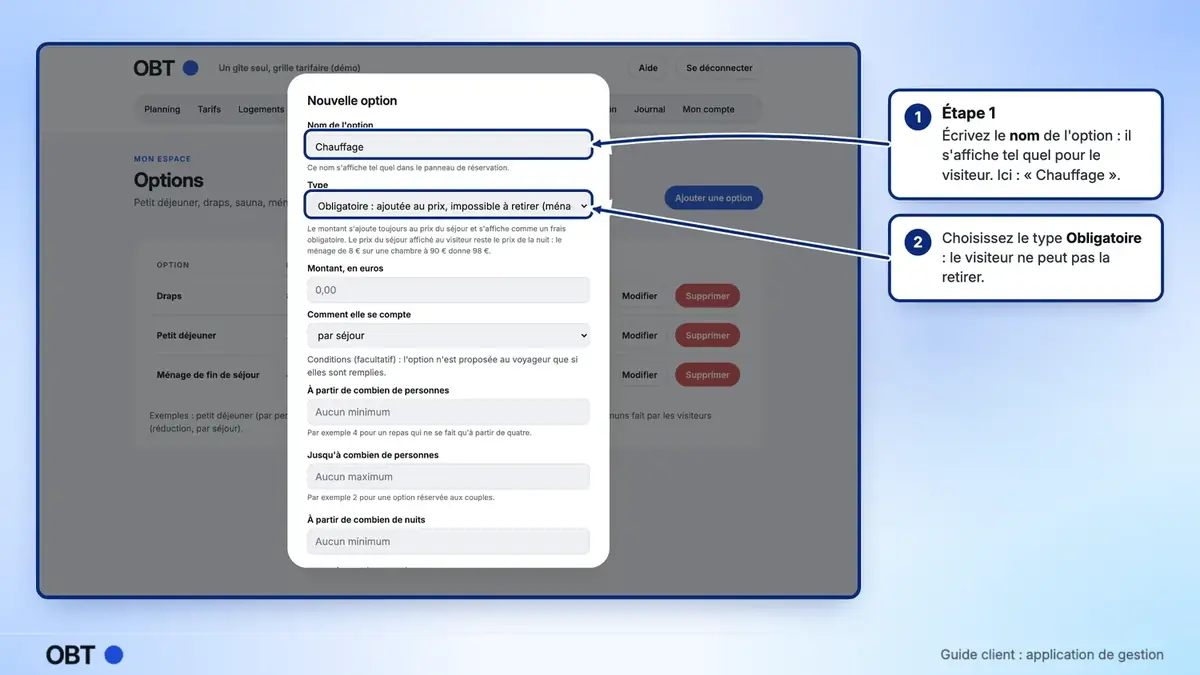 OBT
Un gîte seul, grille tarifaire (démo)
Aide
Se déconnecter
Planning
Tarifs
Logements
Journal
Mon compte
MON ESPACE
Options
Petit déjeuner, draps, sauna,
Ajouter une option
OPTION
Draps
Modifier
Supprimer
Petit déjeuner
Modifier
Supprimer
Ménage de fin de séjour
Modifier
Supprimer
Exemples : petit déjeuner (par
fait par les visiteurs
(réduction, par séjour).
Nouvelle option
Nom de l'option
Chauffage
Ce nom s'affiche tel quel dans le panneau de réservation.
Type
Obligatoire : ajoutée au prix, impossible à retirer (ména
Le montant s'ajoute toujours au prix du séjour et s'affiche comme un frais
obligatoire. Le prix du séjour affiché au visiteur reste le prix de la nuit : le
ménage de 8 € sur une chambre à 90 € donne 98 €.
Montant, en euros
0,00
Comment elle se compte
par séjour
Conditions (facultatif) : l'option n'est proposée au voyageur que si
elles sont remplies.
À partir de combien de personnes
Aucun minimum
Par exemple 4 pour un repas qui ne se fait qu'à partir de quatre.
Jusqu'à combien de personnes
Aucun maximum
Par exemple 2 pour une option réservée aux couples.
À partir de combien de nuits
Aucun minimum
1
Étape 1
Écrivez le nom de l'option : il
s'affiche tel quel pour le
visiteur. Ici : « Chauffage ».
2
Choisissez le type Obligatoire
: le visiteur ne peut pas la
retirer.
OBT
Guide client : application de gestion